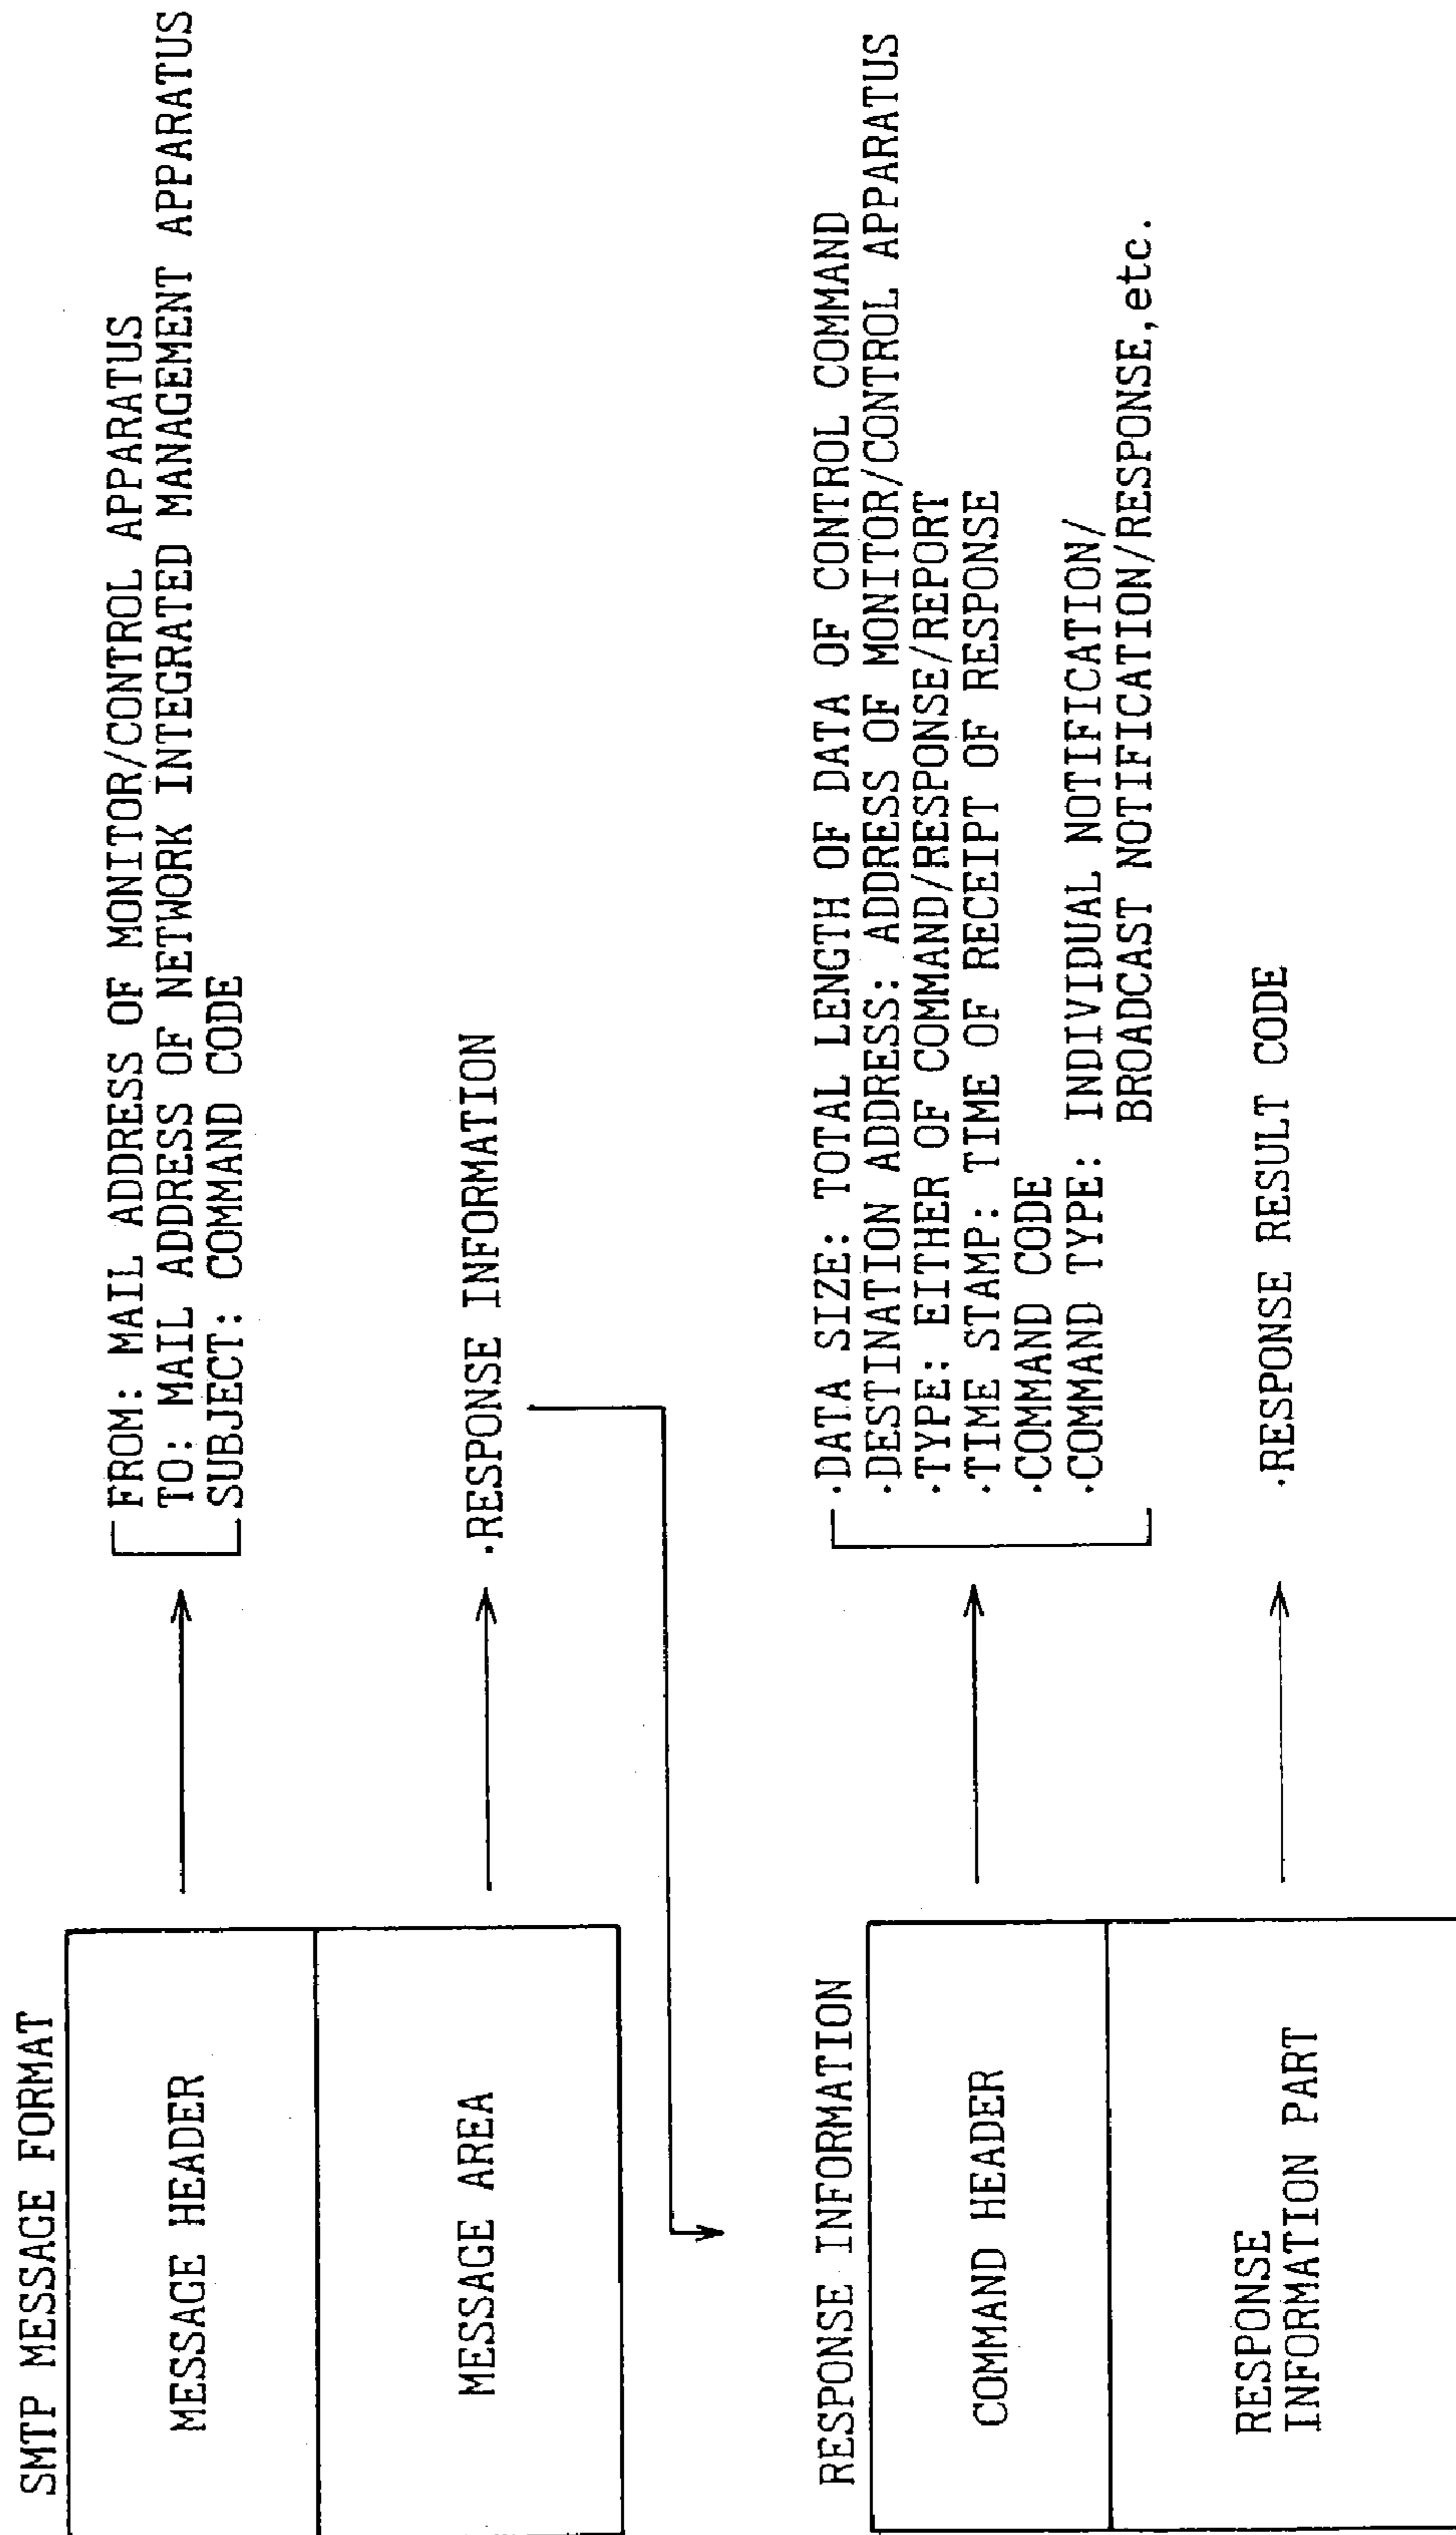 SMTP MESSAGE FORMAT
MESSAGE HEADER
FROM: MAIL ADDRESS OF MONITOR/CONTROL APPARATUS
TO: MAIL ADDRESS OF NETWORK INTEGRATED MANAGEMENT APPARATUS
SUBJECT: COMMAND CODE
MESSAGE AREA
·RESPONSE INFORMATION
RESPONSE INFORMATION
COMMAND HEADER
·DATA SIZE: TOTAL LENGTH OF DATA OF CONTROL COMMAND
·DESTINATION ADDRESS: ADDRESS OF MONITOR/CONTROL APPARATUS
·TYPE: EITHER OF COMMAND/RESPONSE/REPORT
·TIME STAMP: TIME OF RECEIPT OF RESPONSE
·COMMAND CODE
·COMMAND TYPE: INDIVIDUAL NOTIFICATION/
BROADCAST NOTIFICATION/RESPONSE,etc.
RESPONSE
INFORMATION PART
·RESPONSE RESULT CODE